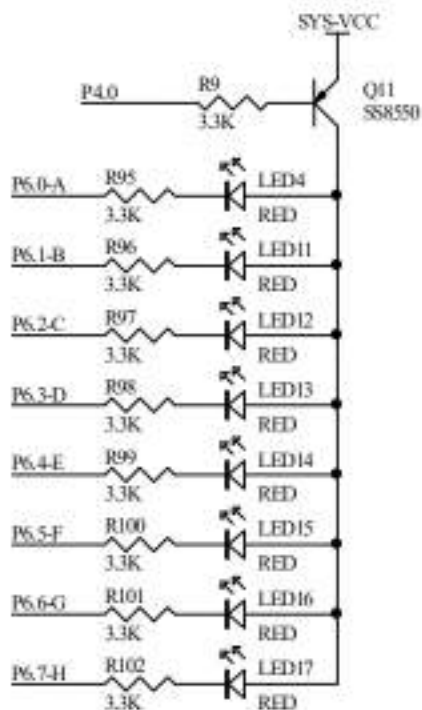 SYS-VCC
P4.0
R9
3.3K
Q11
SS8550
P6.0-A
R95
3.3K
LED4
RED
P6.1-B
R96
3.3K
LED11
RED
P6.2-C
R97
3.3K
LED12
RED
P6.3-D
R98
3.3K
LED13
RED
P6.4-E
R99
3.3K
LED14
RED
P6.5-F
R100
3.3K
LED15
RED
P6.6-G
R101
3.3K
LED16
RED
P6.7-H
R102
3.3K
LED17
RED